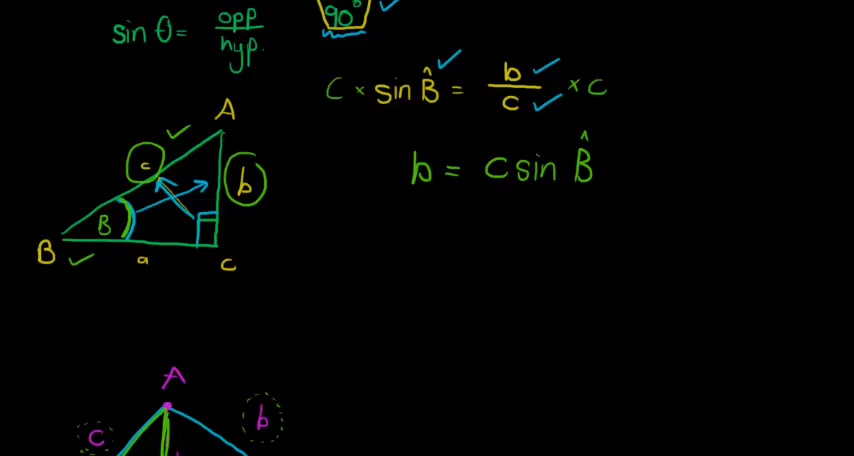 sin θ = opp/hyp.
90°
c × sin B̂ = b/c × c
b = c sin B̂
A
c
b
B
B
a
C
A
c
b